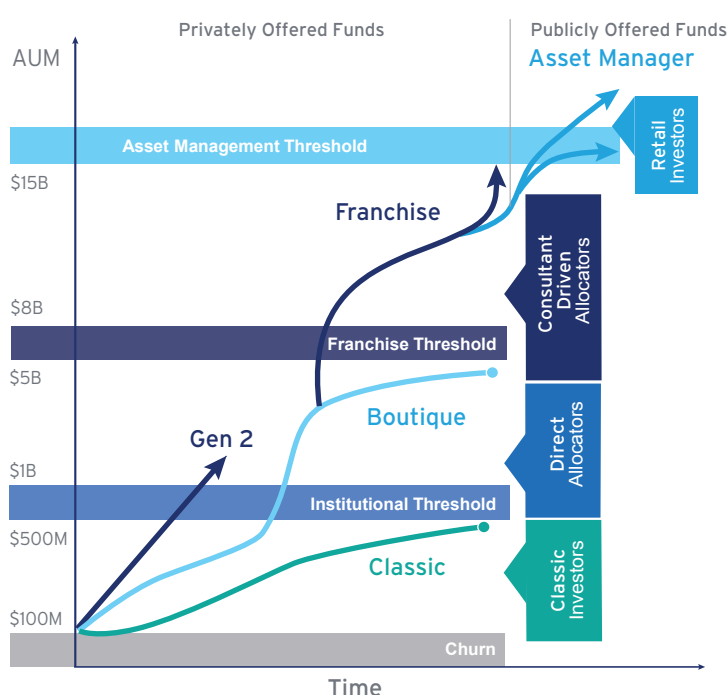 Privately Offered Funds
Publicly Offered Funds
AUM
Asset Manager
Asset Management Threshold
Retail
Investors
$15B
Franchise
Consultant
Driven
Allocators
$8B
Franchise Threshold
$5B
Boutique
Gen 2
Direct
Allocators
$1B
Institutional Threshold
$500M
Classic
Classic
Investors
$100M
Churn
Time